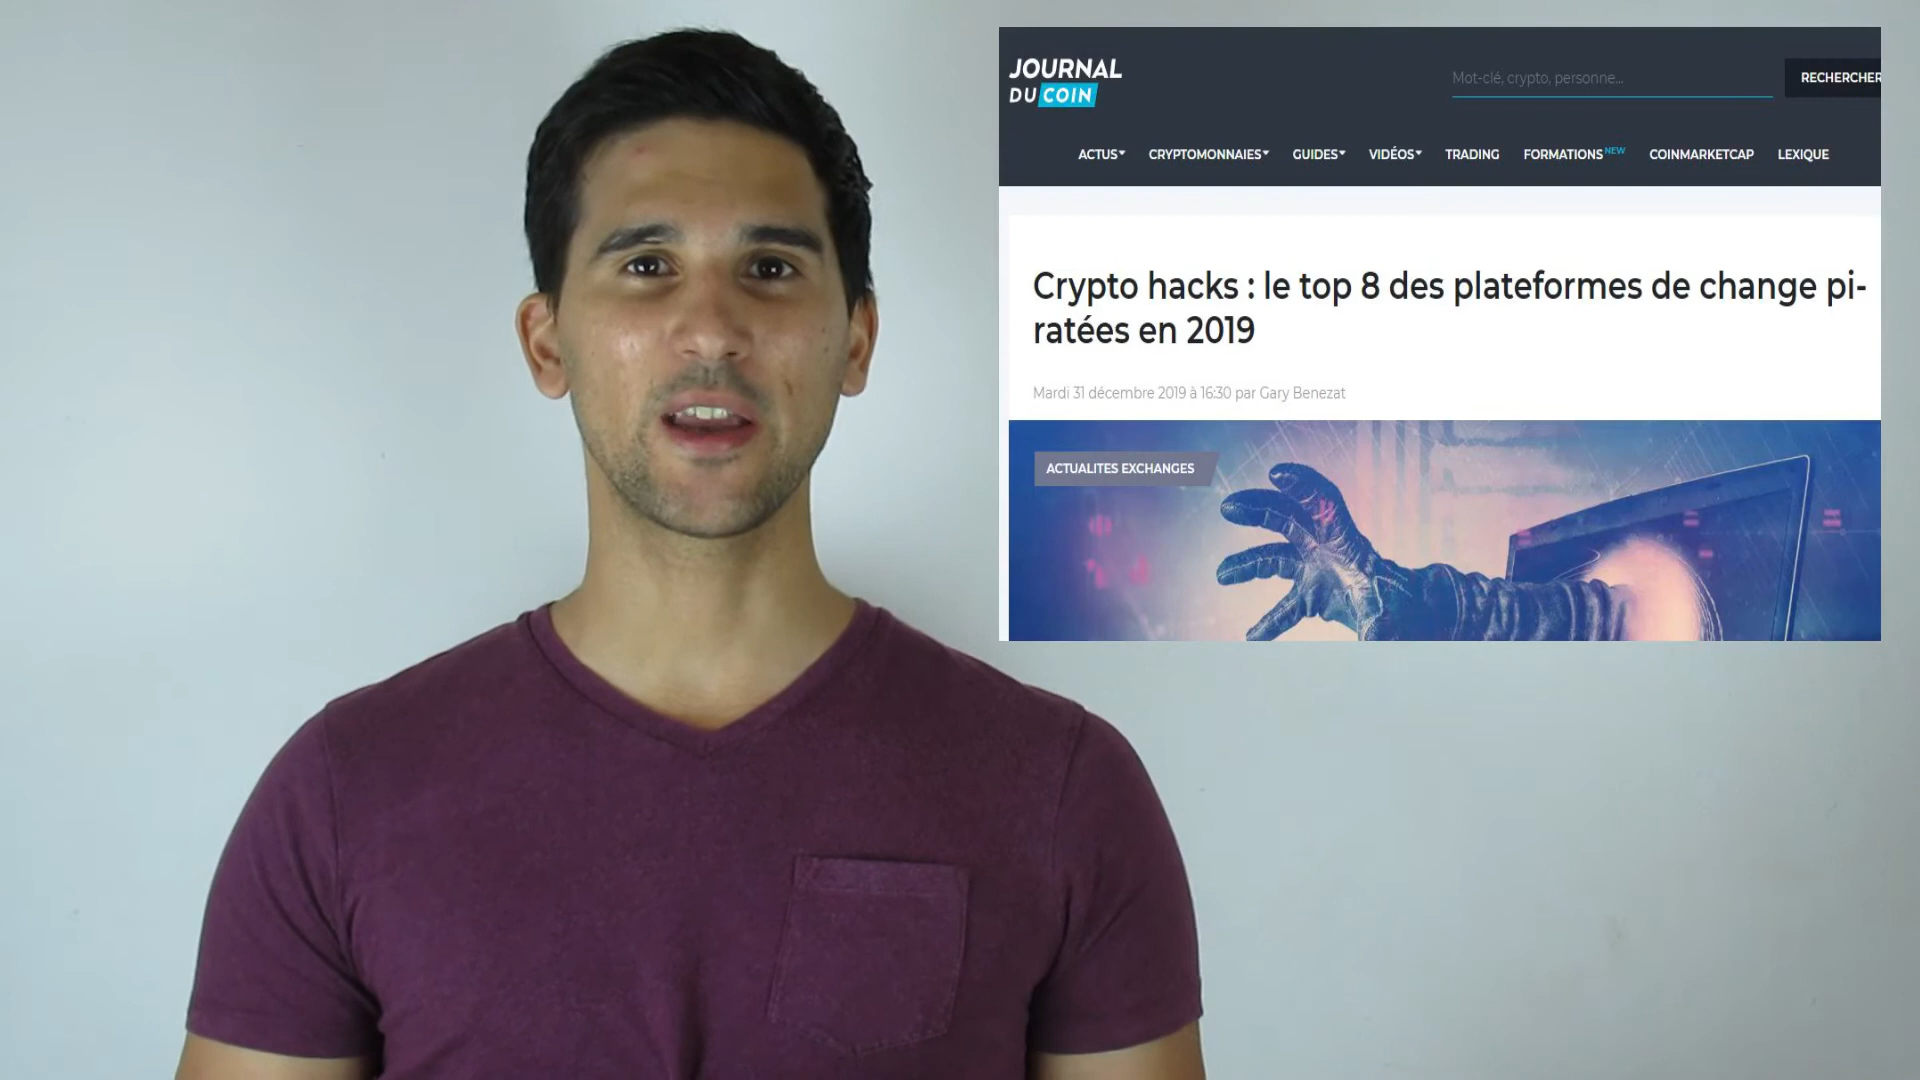 JOURNAL
DU COIN
Mot-clé, crypto, personne...
RECHERCHER
ACTUS CRYPTOMONNAIES GUIDES VIDÉOS TRADING FORMATIONS NEW COINMARKETCAP LEXIQUE
Crypto hacks : le top 8 des plateformes de change pi-
ratées en 2019
Mardi 31 décembre 2019 à 16:30 par Gary Benezat
ACTUALITES EXCHANGES